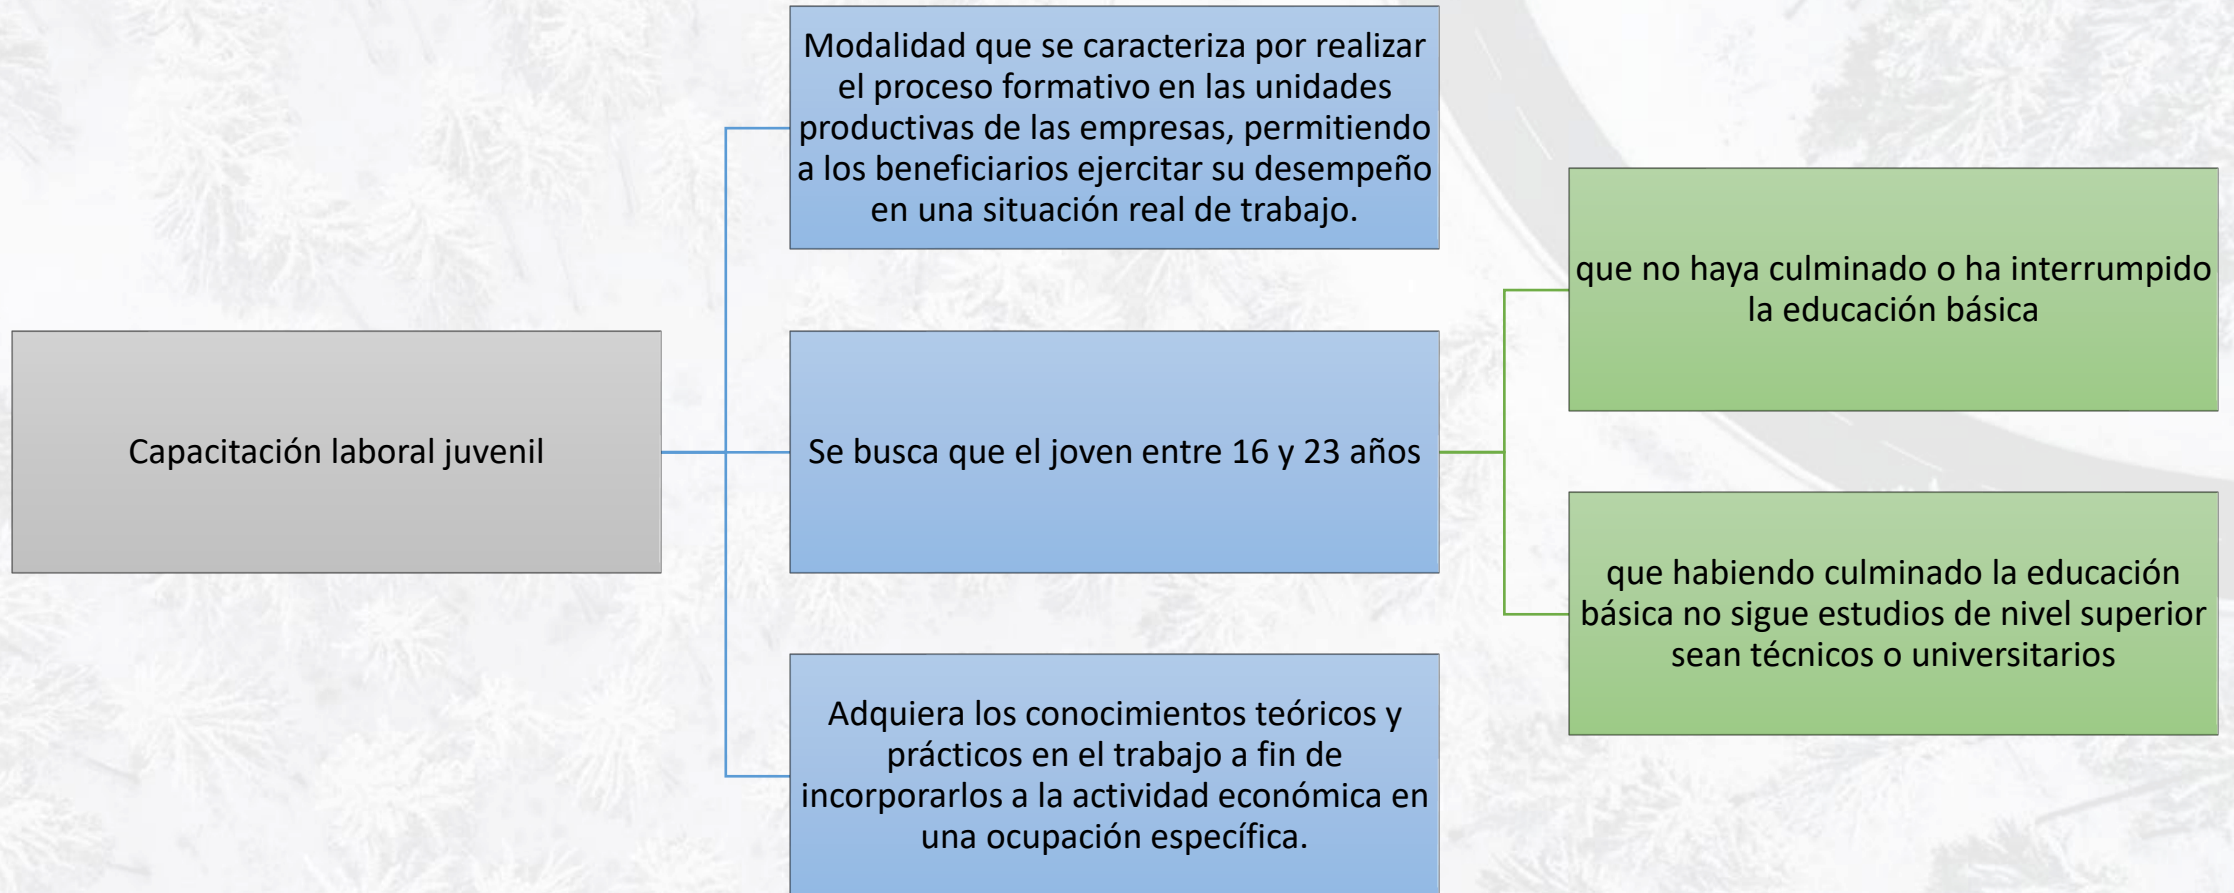 Capacitación laboral juvenil
Modalidad que se caracteriza por realizar
el proceso formativo en las unidades
productivas de las empresas, permitiendo
a los beneficiarios ejercitar su desempeño
en una situación real de trabajo.
Se busca que el joven entre 16 y 23 años
que no haya culminado o ha interrumpido
la educación básica
que habiendo culminado la educación
básica no sigue estudios de nivel superior
sean técnicos o universitarios
Adquiera los conocimientos teóricos y
prácticos en el trabajo a fin de
incorporarlos a la actividad económica en
una ocupación específica.